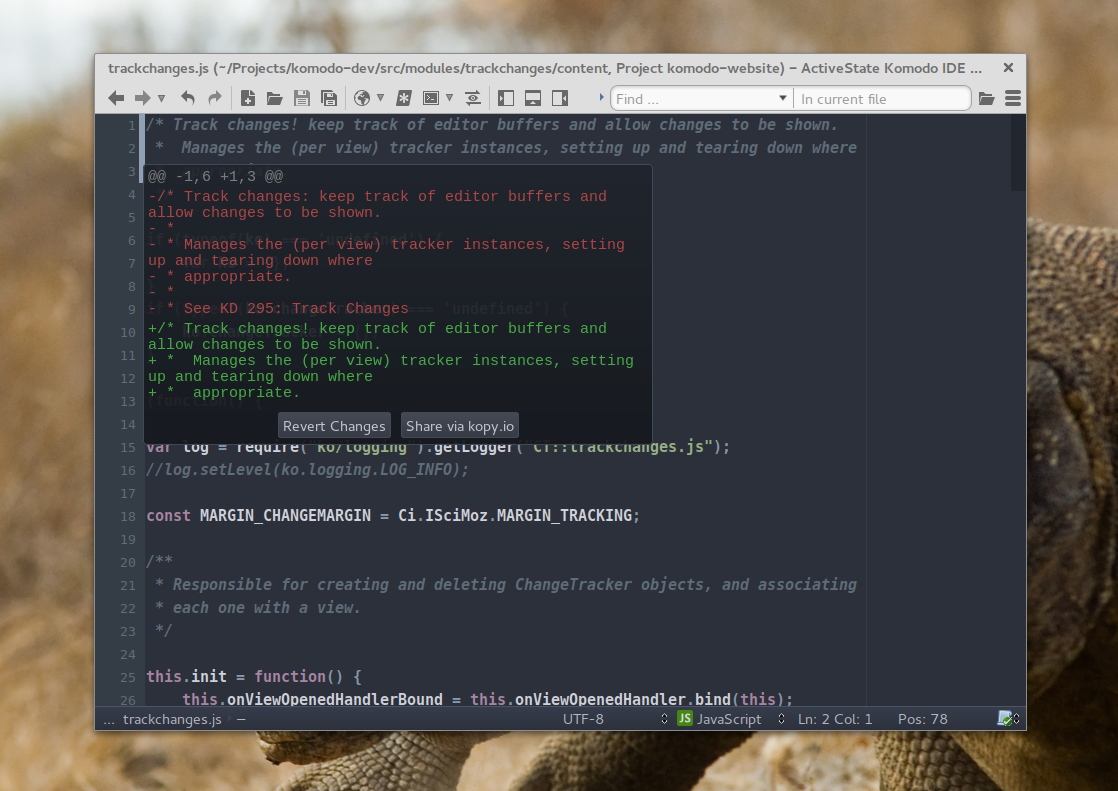 trackchanges.js (~/Projects/komodo-dev/src/modules/trackchanges/content, Project komodo-website) – ActiveState Komodo IDE ...
Find ...
In current file
1 /* Track changes! keep track of editor buffers and allow changes to be shown.
2  *  Manages the (per view) tracker instances, setting up and tearing down where
3
@@ -1,6 +1,3 @@
4 -/* Track changes: keep track of editor buffers and
5 allow changes to be shown.
- *
6 - * Manages the (per view) tracker instances, setting
7 up and tearing down where
8 - * appropriate.
- *
9 - * See KD 295: Track Changes
10 +/* Track changes! keep track of editor buffers and
11 allow changes to be shown.
+ *  Manages the (per view) tracker instances, setting
12 up and tearing down where
13 + *  appropriate.
14
Revert Changes
Share via kopy.io
15 var log = require("ko/logging").getLogger("CT::trackchanges.js");
16 //log.setLevel(ko.logging.LOG_INFO);
17
18 const MARGIN_CHANGEMARGIN = Ci.ISciMoz.MARGIN_TRACKING;
19
20 /**
21  * Responsible for creating and deleting ChangeTracker objects, and associating
22  * each one with a view.
23  */
24
25 this.init = function() {
26     this.onViewOpenedHandlerBound = this.onViewOpenedHandler.bind(this);
... trackchanges.js
UTF-8
JS JavaScript
Ln: 2 Col: 1
Pos: 78